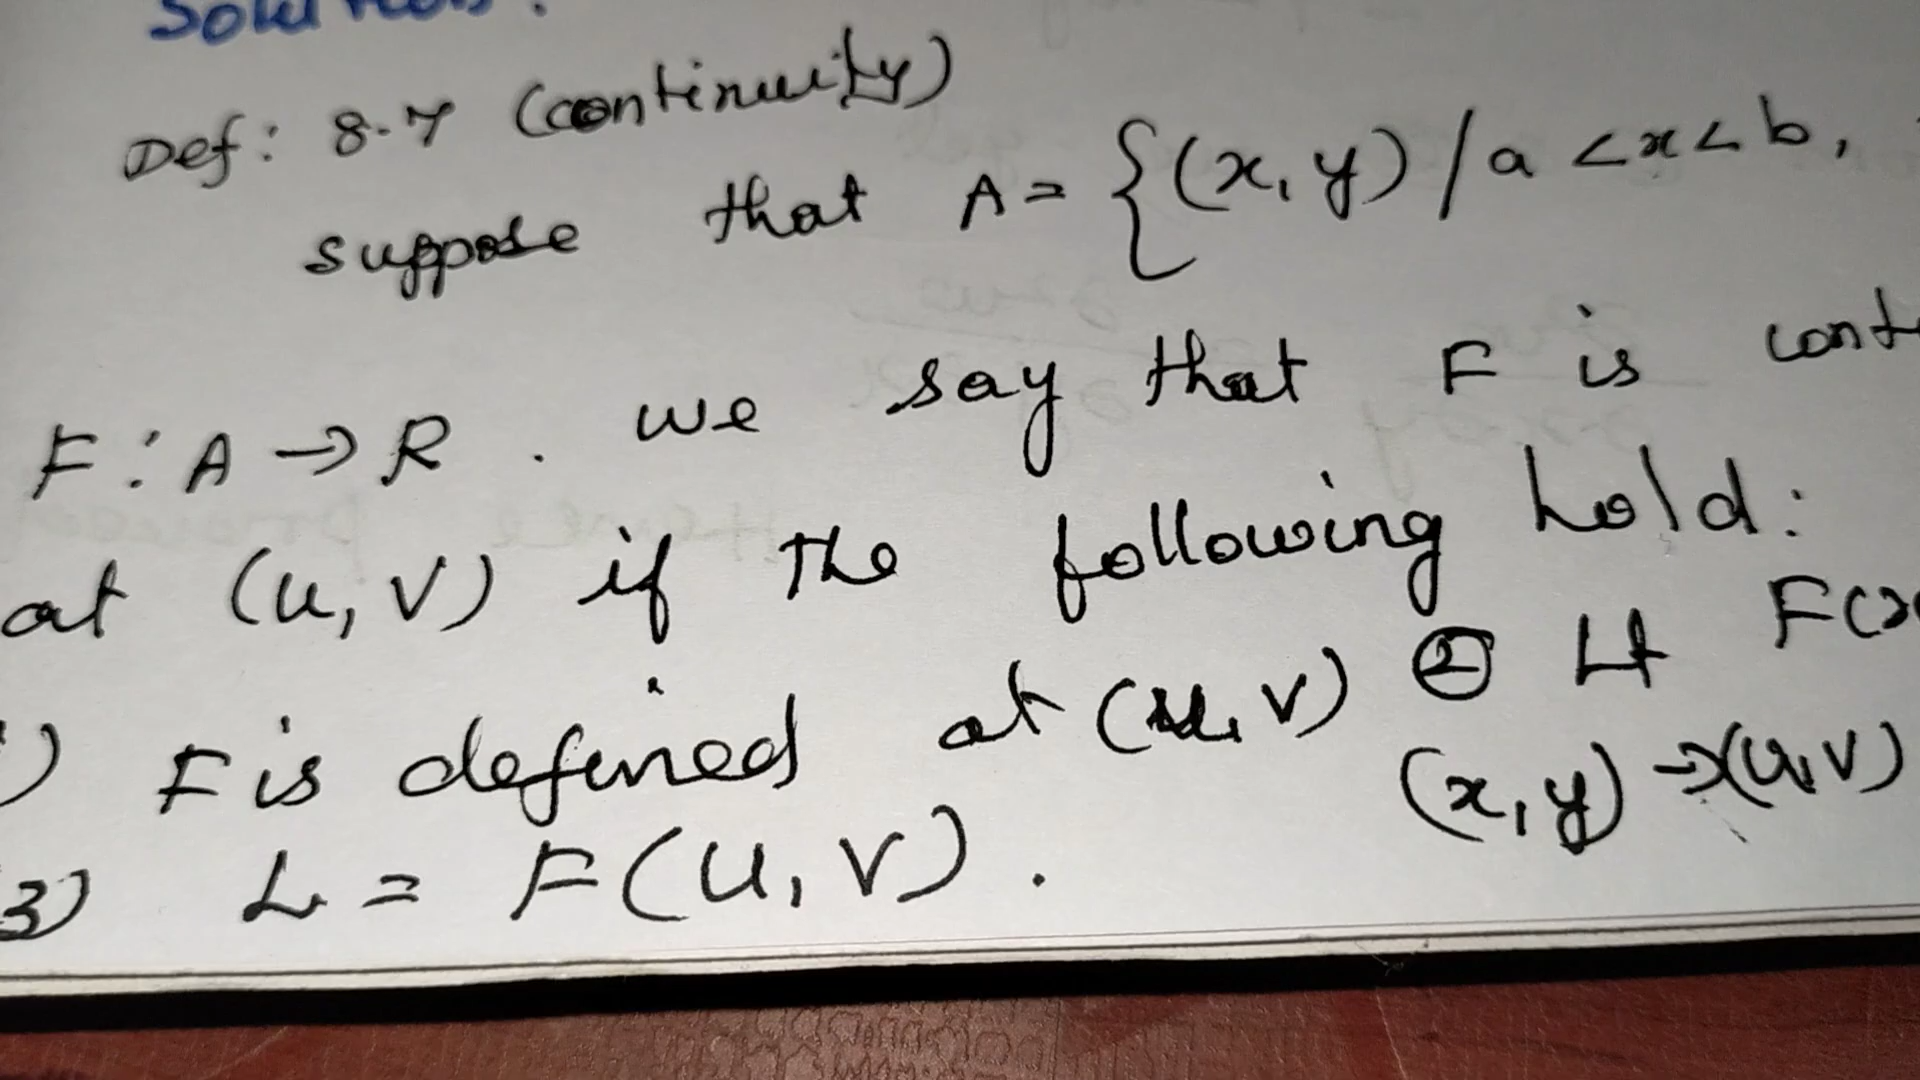 Solution:
Def: 8.7 (continuity)
suppose that A = {(x, y) / a < x < b,
F : A → R . we say that F is cont
at (u, v) if the following hold:
) F is defined at (u, v) ② Lt F(x
(x, y) → (u, v)
3) L = F(u, v).